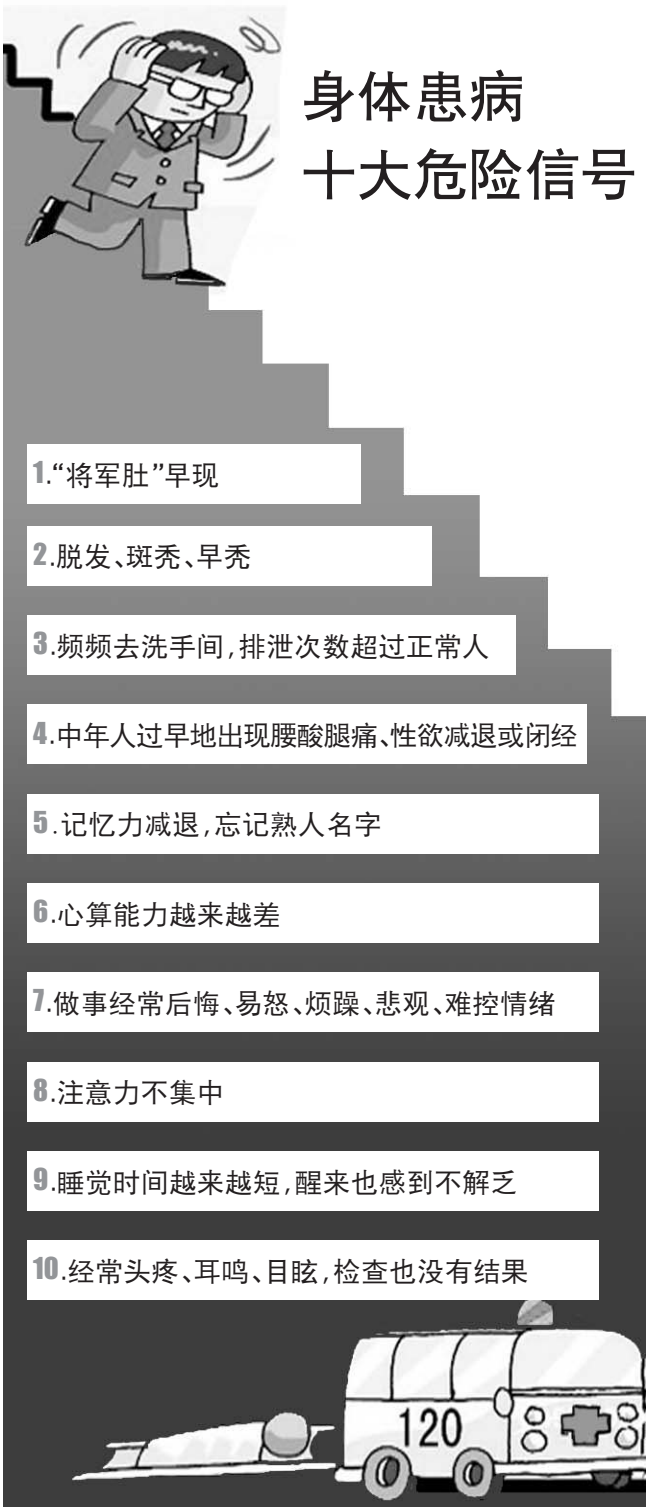 身体患病
十大危险信号
1.“将军肚”早现
2.脱发、斑秃、早秃
3.频频去洗手间,排泄次数超过正常人
4.中年人过早地出现腰酸腿痛、性欲减退或闭经
5.记忆力减退,忘记熟人名字
6.心算能力越来越差
7.做事经常后悔、易怒、烦躁、悲观、难控情绪
8.注意力不集中
9.睡觉时间越来越短,醒来也感到不解乏
10.经常头疼、耳鸣、目眩,检查也没有结果
120